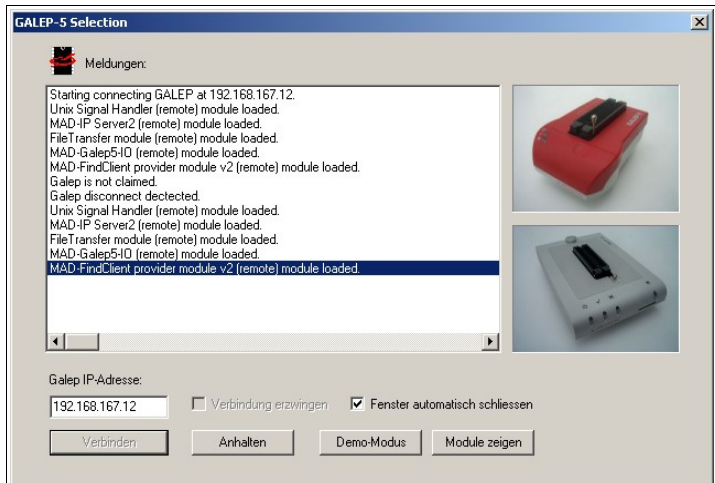 GALEP-5 Selection
Meldungen:
Starting connecting GALEP at 192.168.167.12.
Unix Signal Handler (remote) module loaded.
MAD-IP Server2 (remote) module loaded.
FileTransfer module (remote) module loaded.
MAD-Galep5-IO (remote) module loaded.
MAD-FindClient provider module v2 (remote) module loaded.
Galep is not claimed.
Galep disconnect dectected.
Unix Signal Handler (remote) module loaded.
MAD-IP Server2 (remote) module loaded.
FileTransfer module (remote) module loaded.
MAD-Galep5-IO (remote) module loaded.
MAD-FindClient provider module v2 (remote) module loaded.
Galep IP-Adresse:
192.168.167.12 Verbindung erzwingen Fenster automatisch schliessen
Verbinden Anhalten Demo-Modus Module zeigen